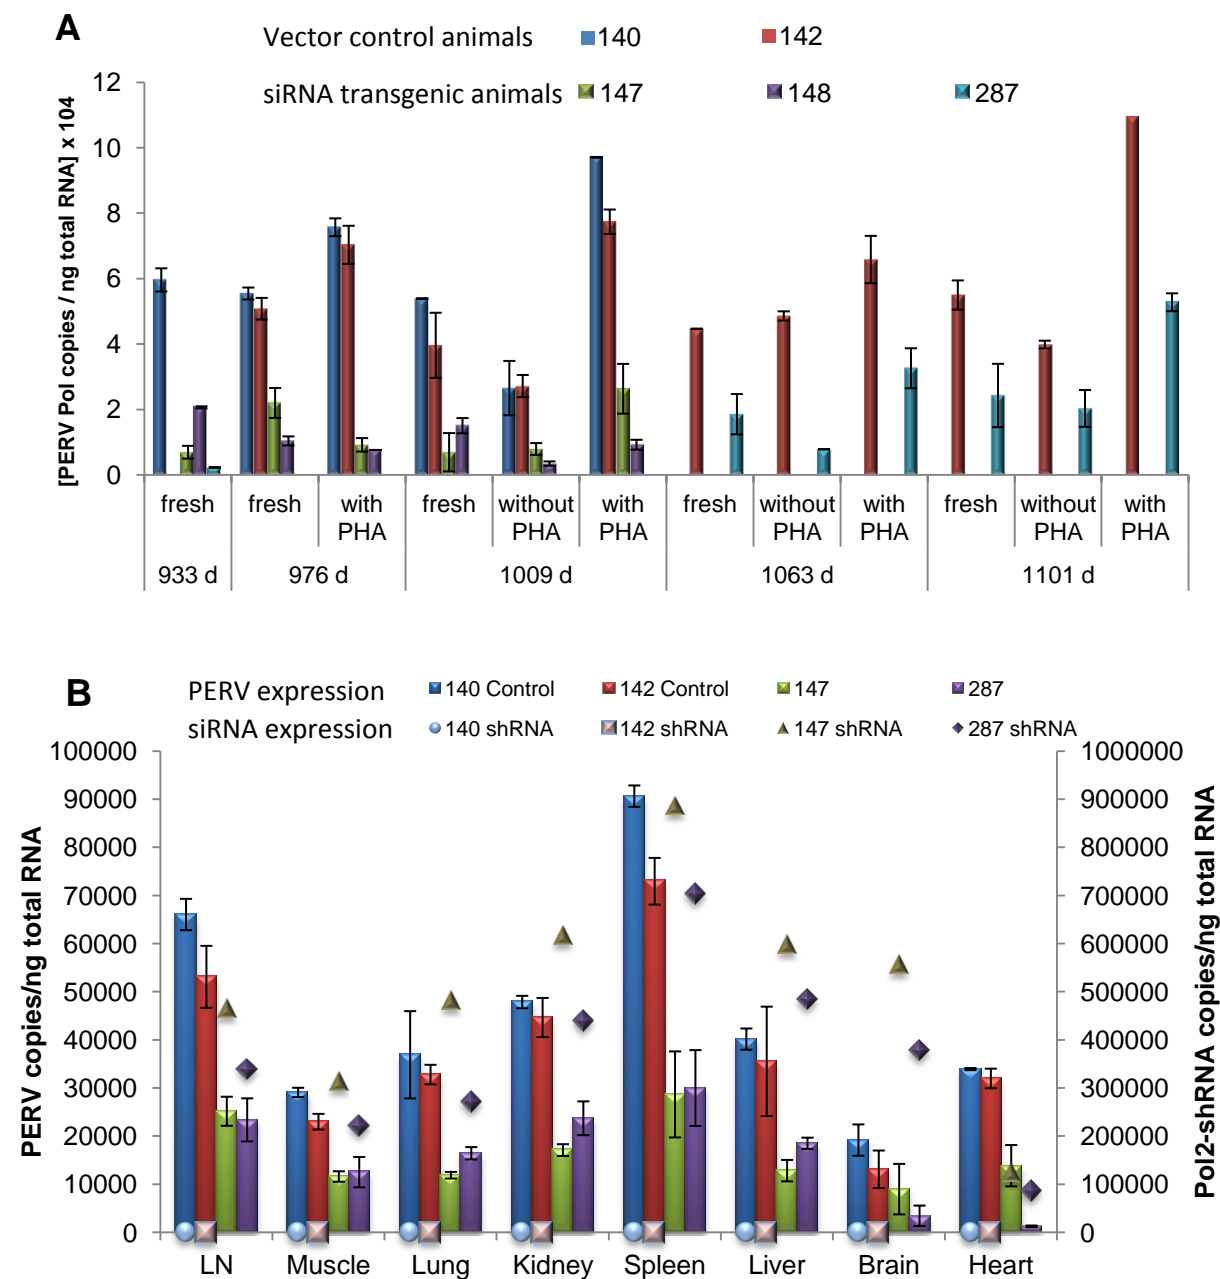 A
Vector control animals 140 142
siRNA transgenic animals 147 148 287
[PERV Pol copies / ng total RNA] x 104
12
10
8
6
4
2
0
fresh fresh with PHA fresh without PHA with PHA fresh without PHA with PHA fresh without PHA with PHA
933 d 976 d 1009 d 1063 d 1101 d
B
PERV expression 140 Control 142 Control 147 287
siRNA expression 140 shRNA 142 shRNA 147 shRNA 287 shRNA
PERV copies/ng total RNA
100000
90000
80000
70000
60000
50000
40000
30000
20000
10000
0
1000000
900000
800000
700000
600000
500000
400000
300000
200000
100000
0
Pol2-shRNA copies/ng total RNA
LN Muscle Lung Kidney Spleen Liver Brain Heart